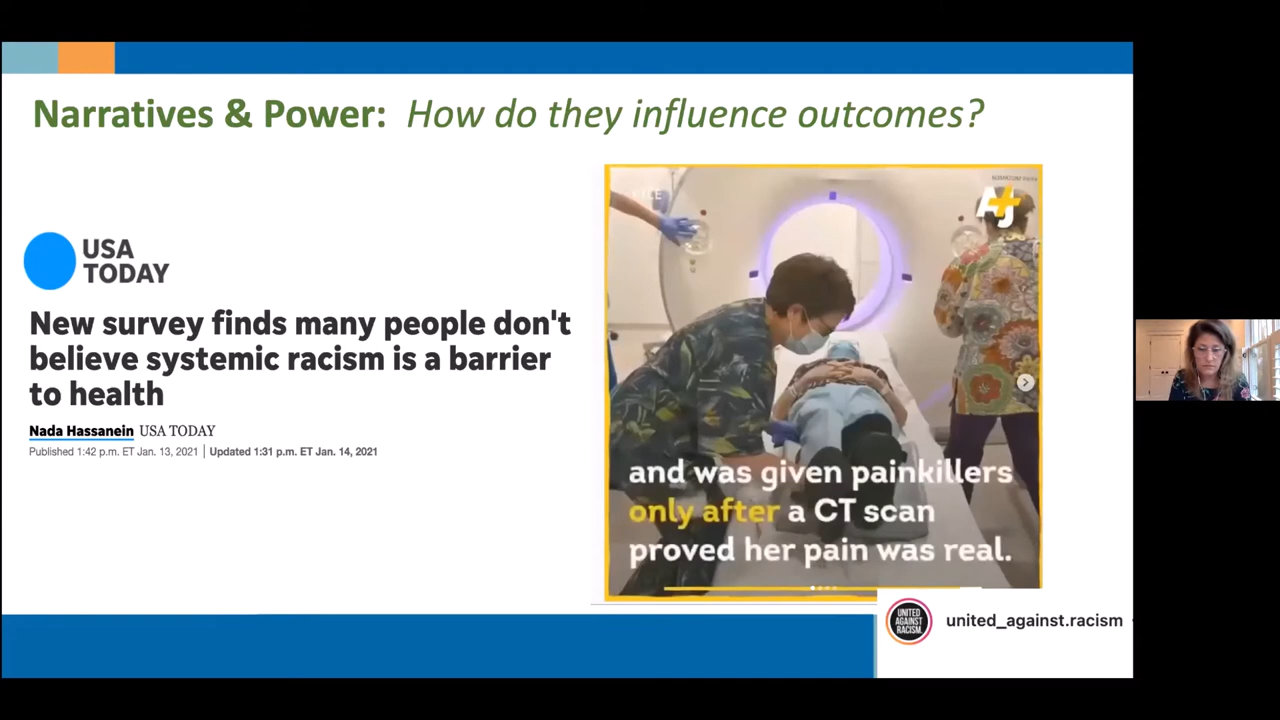 Narratives & Power: How do they influence outcomes?
USA
TODAY
New survey finds many people don't
believe systemic racism is a barrier
to health
Nada Hassanein USA TODAY
Published 1:42 p.m. ET Jan. 13, 2021 | Updated 1:31 p.m. ET Jan. 14, 2021
FILE
AJ+
and was given painkillers
only after a CT scan
proved her pain was real.
UNITED
AGAINST
RACISM.
united_against.racism